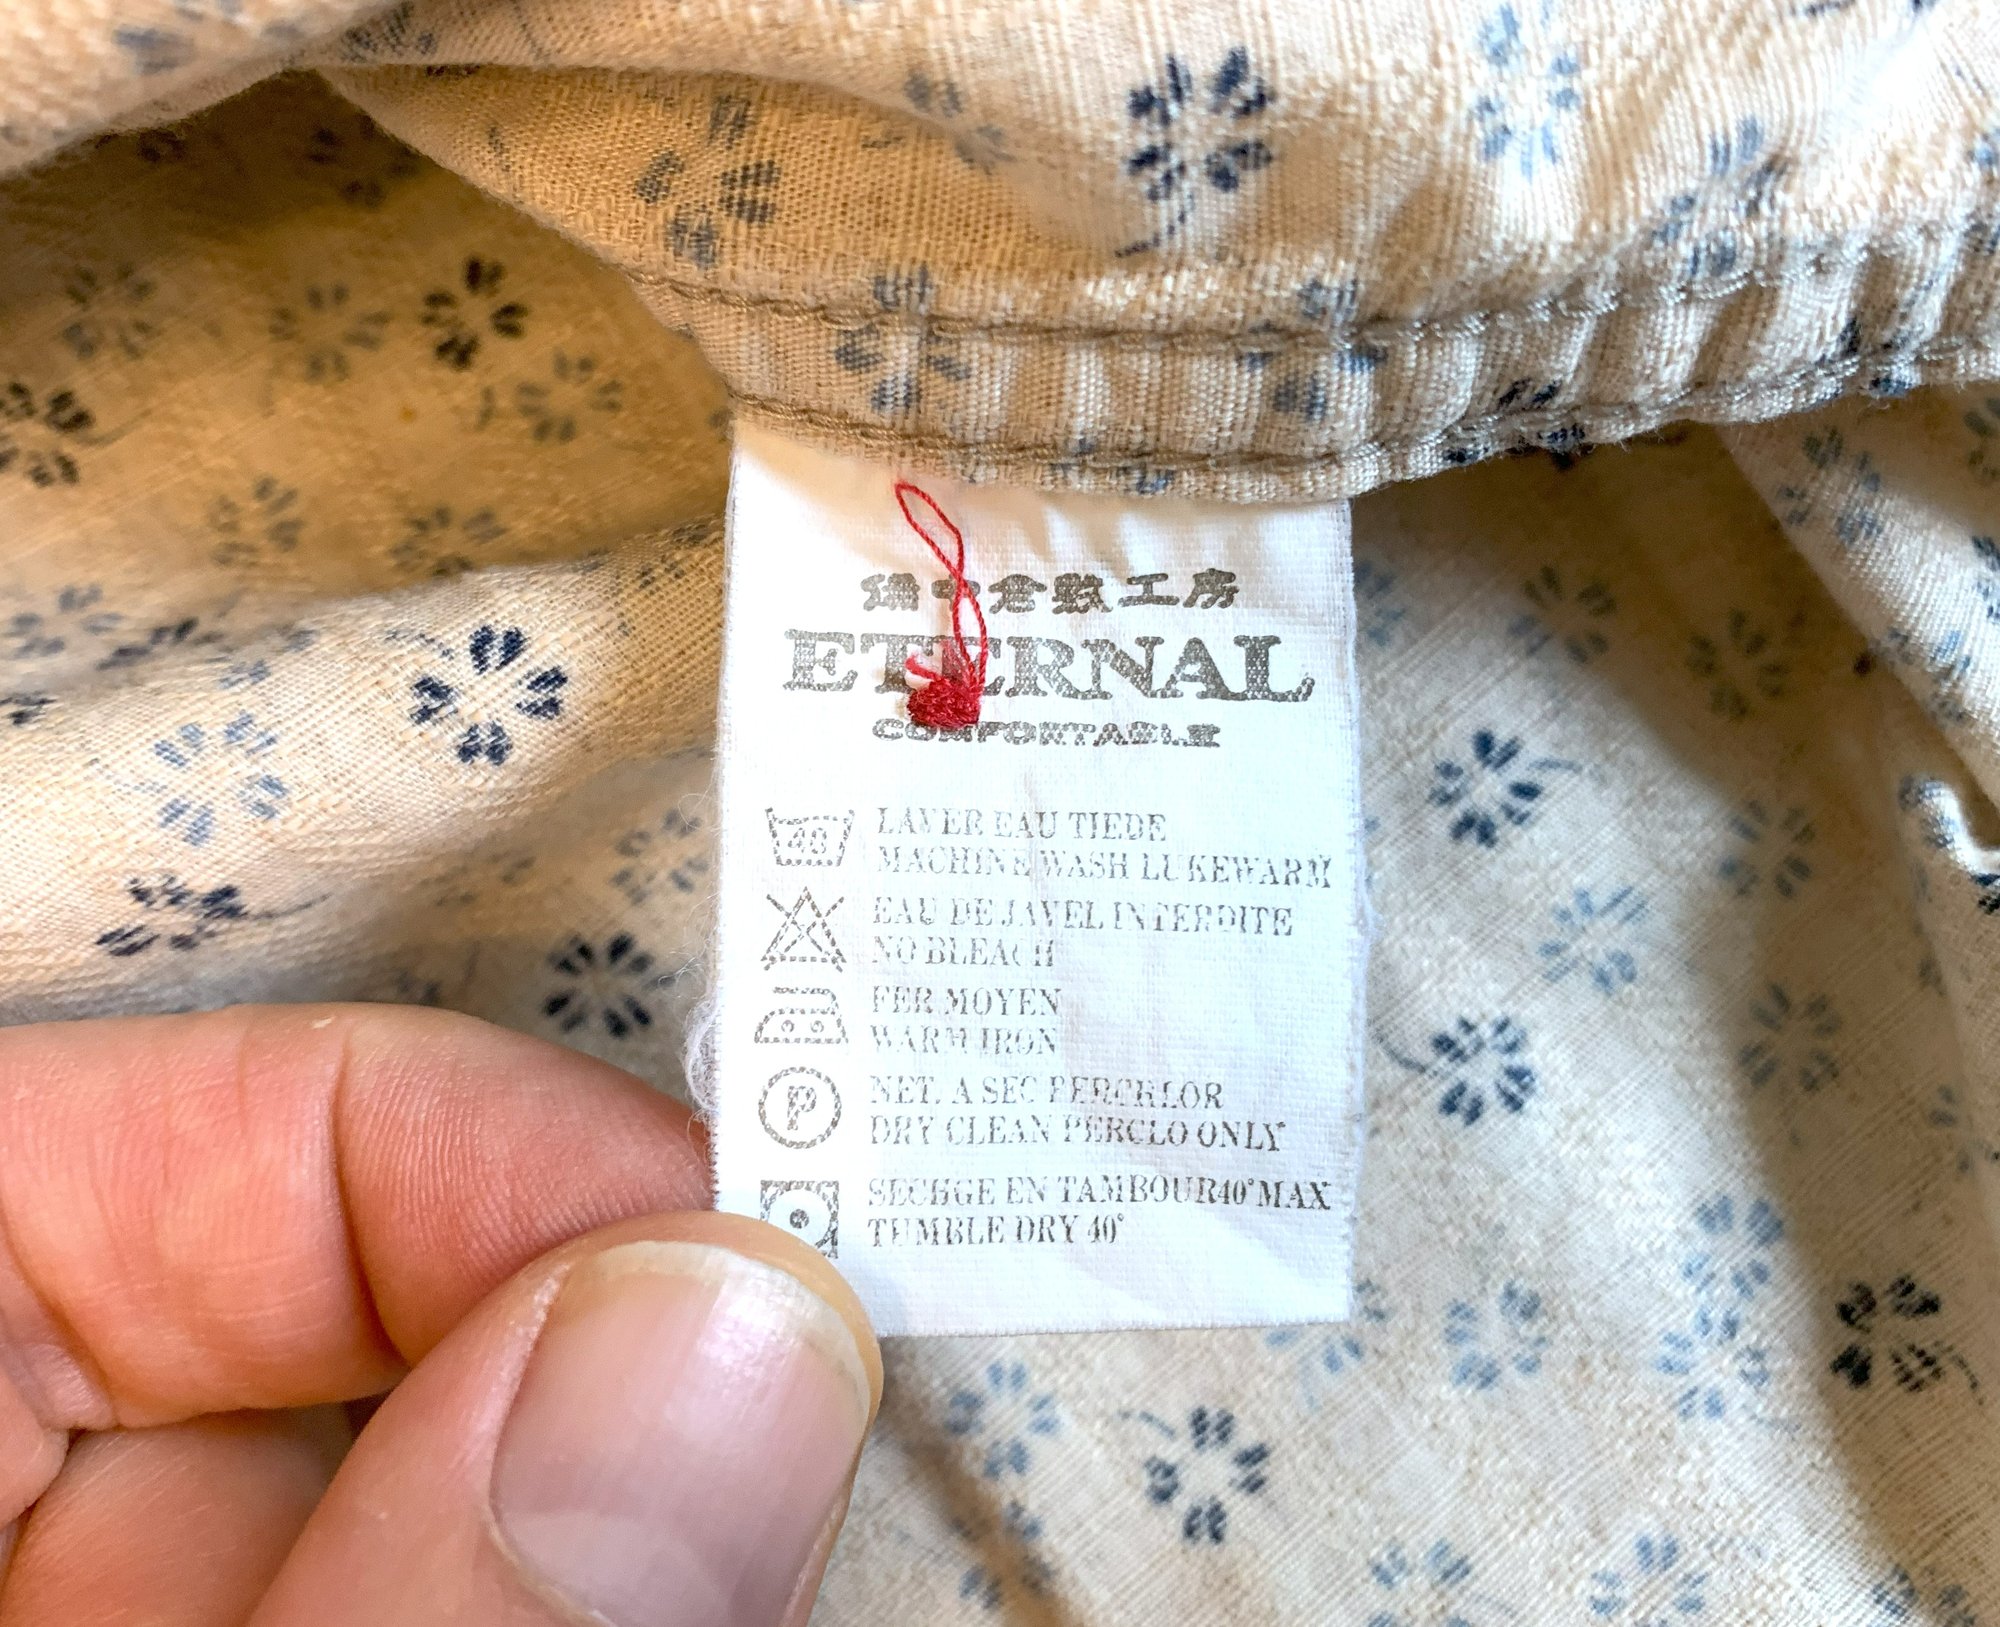 備中倉敷工房
ETERNAL
COMFORTABLE
40 LAVER EAU TIEDE
MACHINE WASH LUKEWARM
EAU DE JAVEL INTERDITE
NO BLEACH
FER MOYEN
WARM IRON
P NET. A SEC PERCHLOR
DRY CLEAN PERCLO ONLY
SECHGE EN TAMBOUR40°MAX
TUMBLE DRY 40°